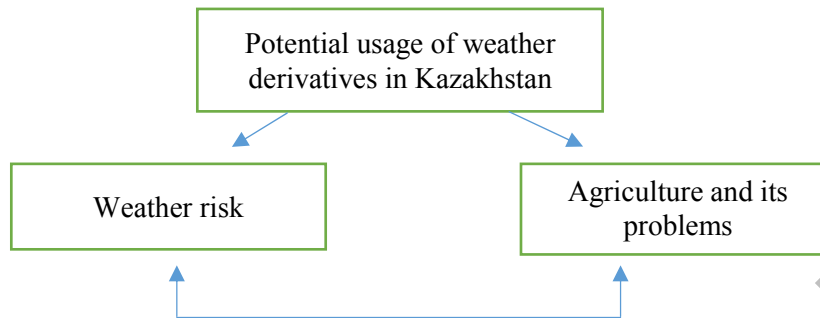 Potential usage of weather
derivatives in Kazakhstan
Weather risk
Agriculture and its
problems